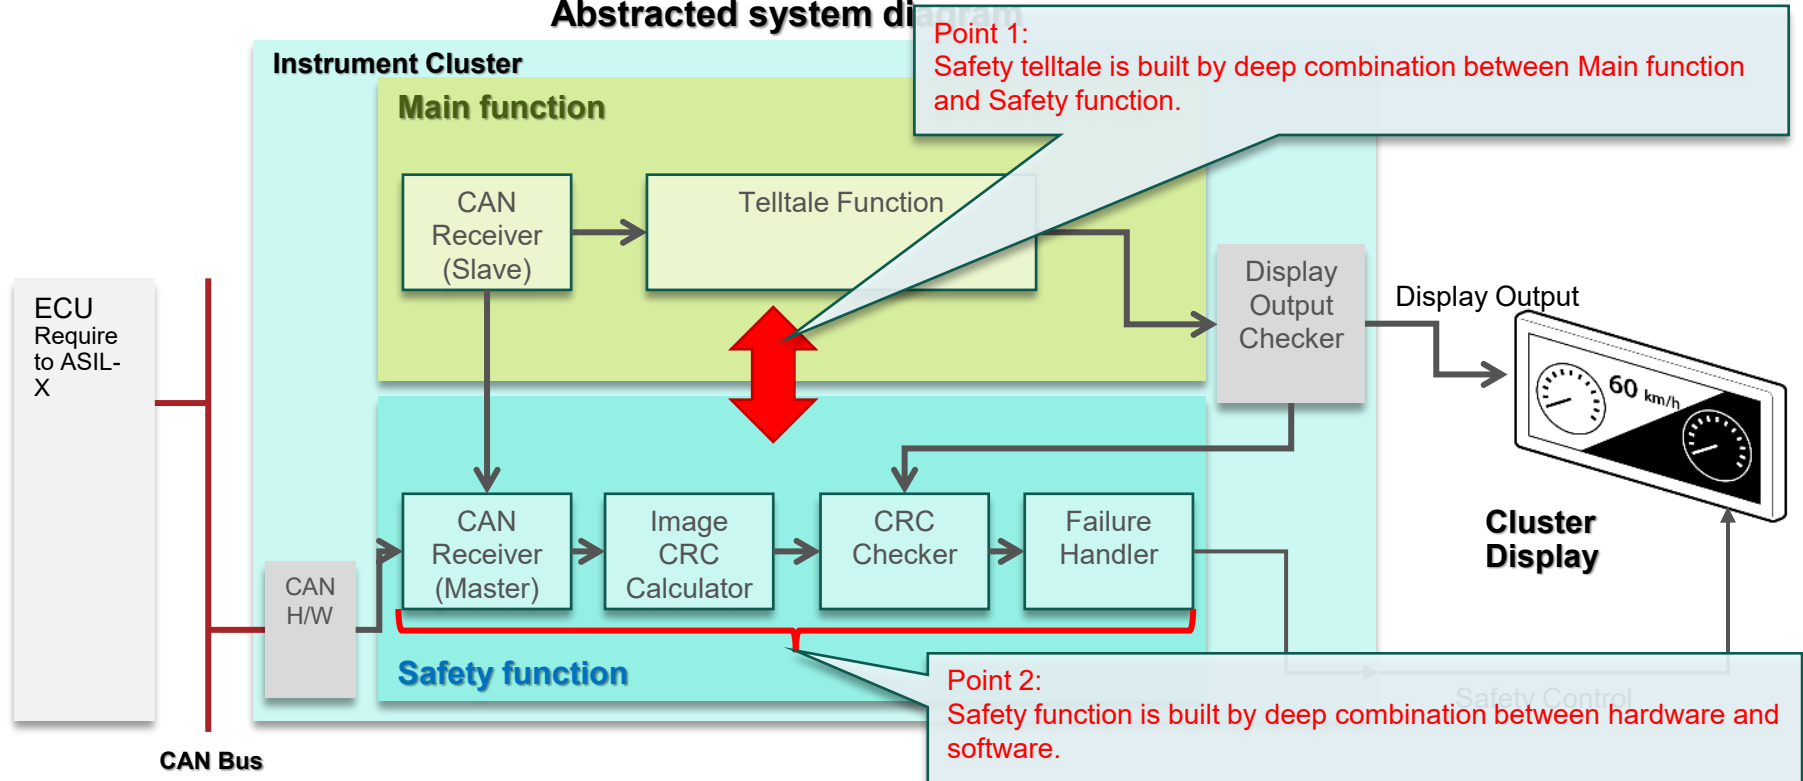 Abstracted system diagram
Point 1:
Safety telltale is built by deep combination between Main function
and Safety function.
Instrument Cluster
Main function
CAN
Receiver
(Slave)
Telltale Function
Display
Output
Checker
Display Output
ECU
Require
to ASIL-
X
60 km/h
CAN
Receiver
(Master)
Image
CRC
Calculator
CRC
Checker
Failure
Handler
Cluster
Display
CAN
H/W
Safety function
Point 2:
Safety function is built by deep combination between hardware and
software.
Safety Control
CAN Bus